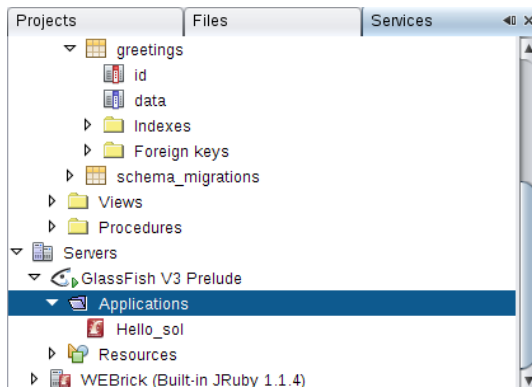 Projects Files Services
greetings
id
data
Indexes
Foreign keys
schema_migrations
Views
Procedures
Servers
GlassFish V3 Prelude
Applications
Hello_sol
Resources
WEBrick (Built-in JRuby 1.1.4)